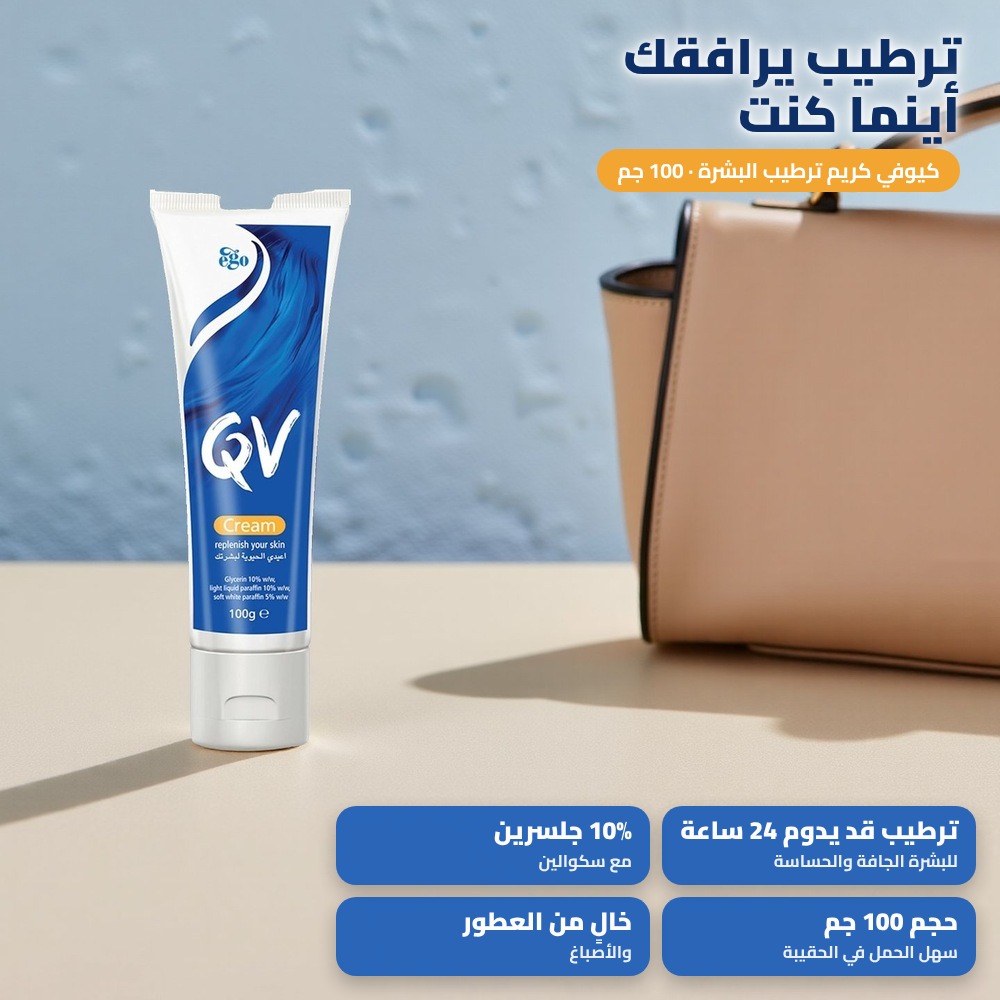 ترطيب يرافقك
أينما كنت
كيوفي كريم ترطيب البشرة · 100 جم
ego
QV
Cream
replenish your skin
اعيدي الحيوية لبشرتك
Glycerin 10% w/w,
light liquid paraffin 10% w/w,
soft white paraffin 5% w/w
100g ℮
ترطيب قد يدوم 24 ساعة
للبشرة الجافة والحساسة
10% جلسرين
مع سكوالين
حجم 100 جم
سهل الحمل في الحقيبة
خالٍ من العطور
والأصباغ